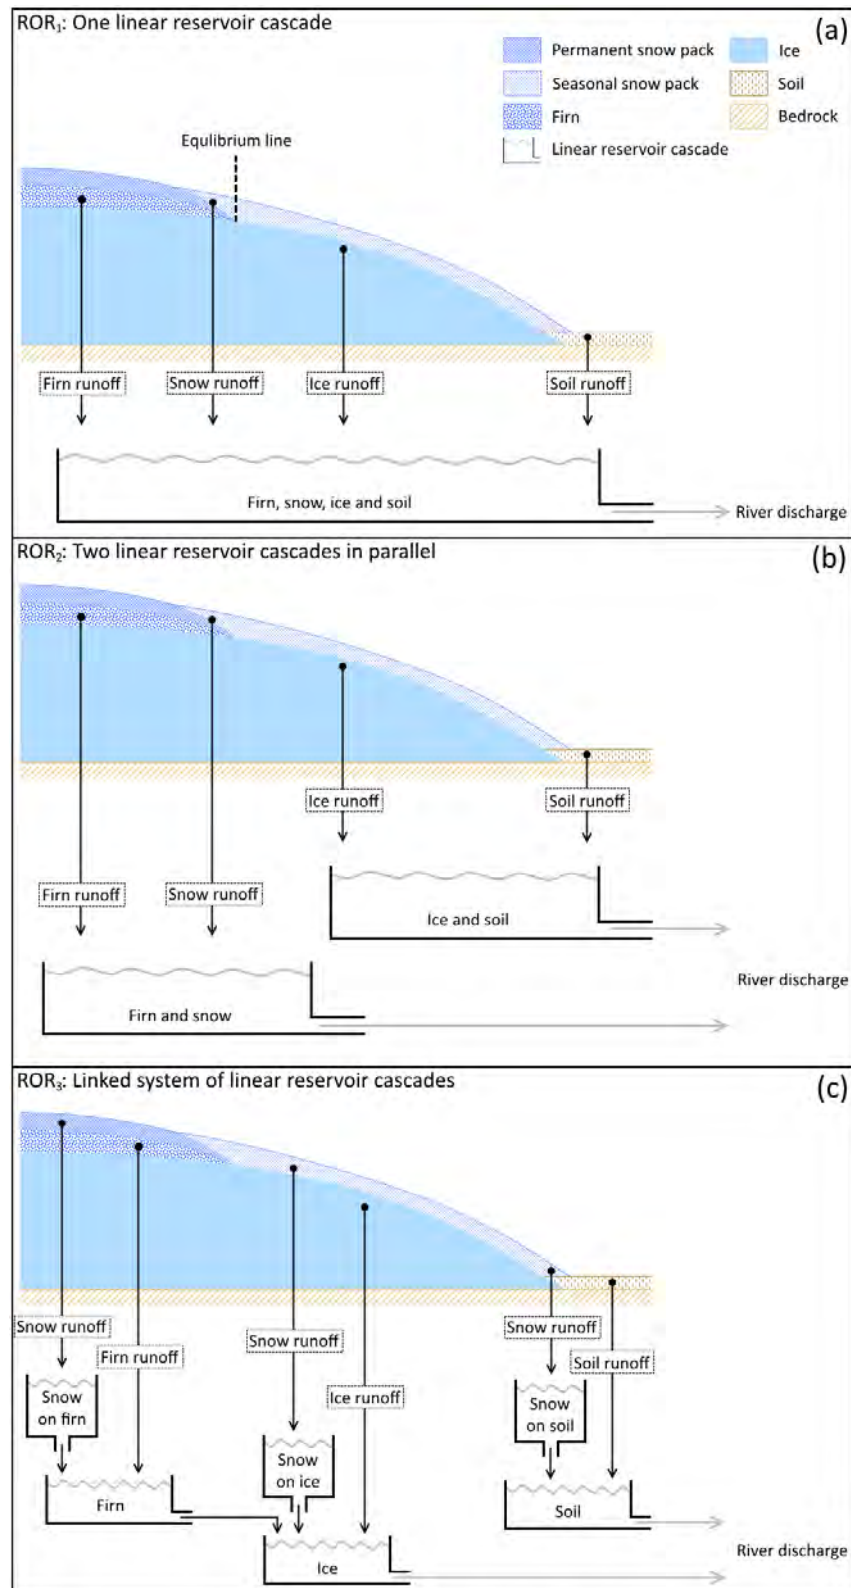 ROR₁: One linear reservoir cascade
(a)
Permanent snow pack
Ice
Seasonal snow pack
Soil
Firn
Bedrock
Linear reservoir cascade
Equlibrium line
Firn runoff
Snow runoff
Ice runoff
Soil runoff
Firn, snow, ice and soil
River discharge
ROR₂: Two linear reservoir cascades in parallel
(b)
Ice runoff
Soil runoff
Firn runoff
Snow runoff
Ice and soil
River discharge
Firn and snow
ROR₃: Linked system of linear reservoir cascades
(c)
Snow runoff
Firn runoff
Snow runoff
Ice runoff
Snow runoff
Soil runoff
Snow
on firn
Snow
on ice
Snow
on soil
Firn
Ice
Soil
River discharge